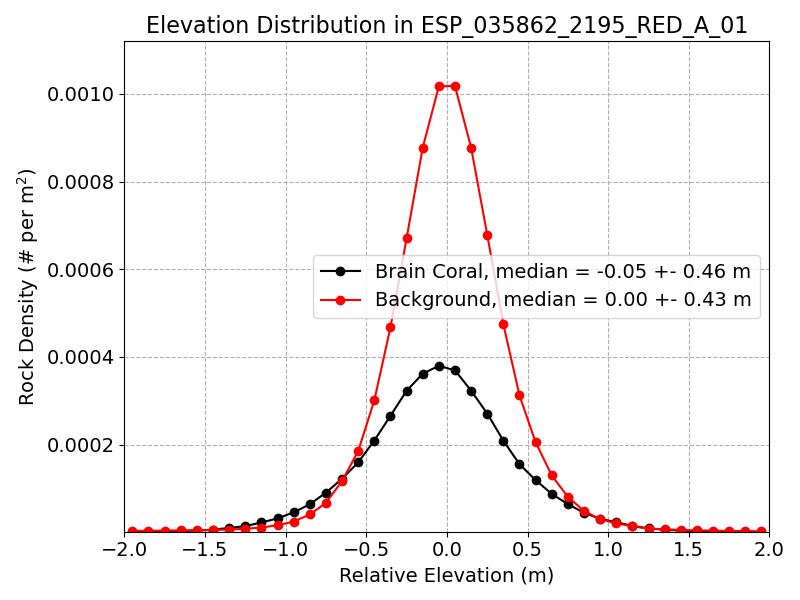 Elevation Distribution in ESP_035862_2195_RED_A_01
Rock Density (# per m²)
0.0010
0.0008
0.0006
0.0004
0.0002
Brain Coral, median = -0.05 +- 0.46 m
Background, median = 0.00 +- 0.43 m
−2.0 −1.5 −1.0 −0.5 0.0 0.5 1.0 1.5 2.0
Relative Elevation (m)